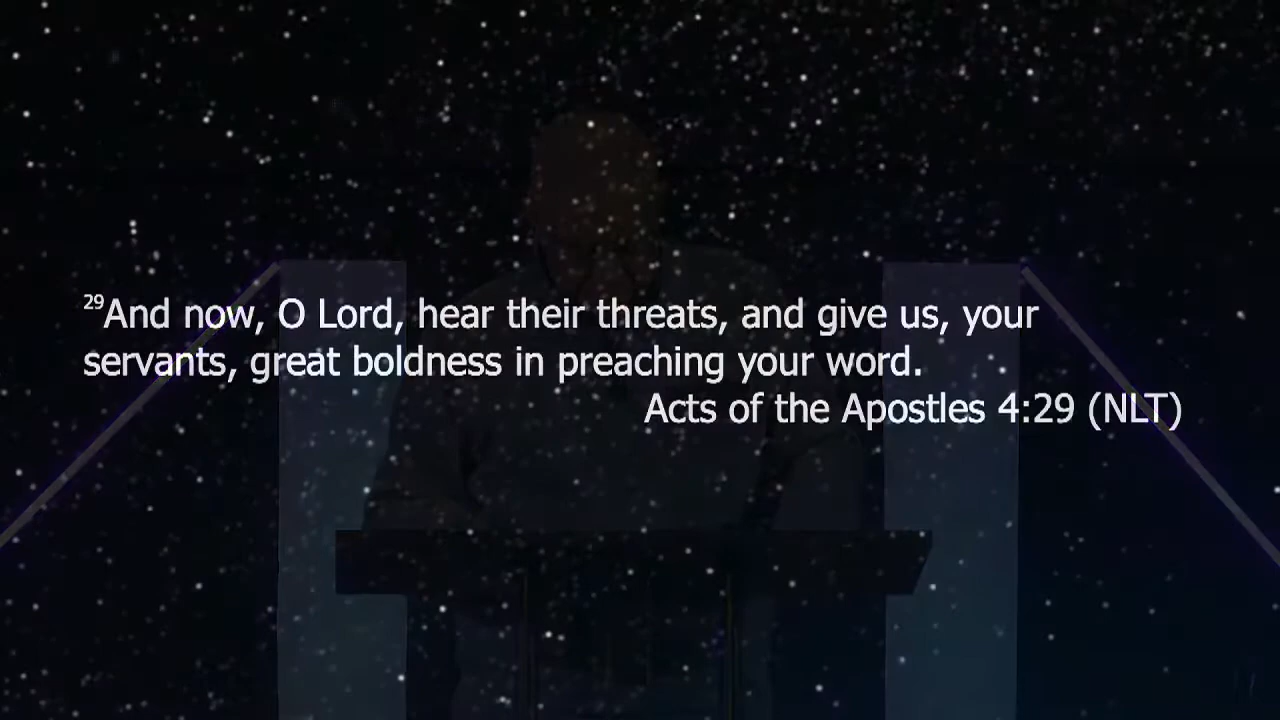 29And now, O Lord, hear their threats, and give us, your
servants, great boldness in preaching your word.
Acts of the Apostles 4:29 (NLT)